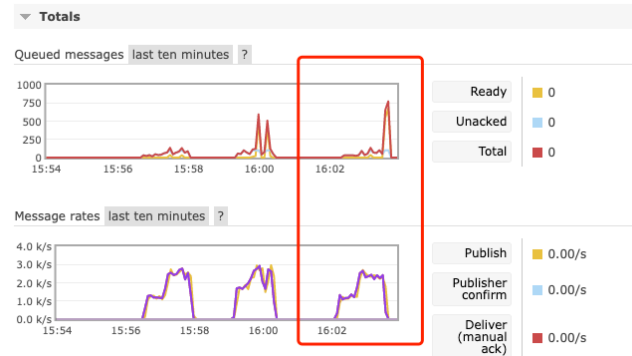 Totals
Queued messages last ten minutes ?
1000
750
500
250
0
15:54 15:56 15:58 16:00 16:02
Ready 0
Unacked 0
Total 0
Message rates last ten minutes ?
4.0 k/s
3.0 k/s
2.0 k/s
1.0 k/s
0.0 k/s
15:54 15:56 15:58 16:00 16:02
Publish 0.00/s
Publisher
confirm 0.00/s
Deliver
(manual
ack) 0.00/s